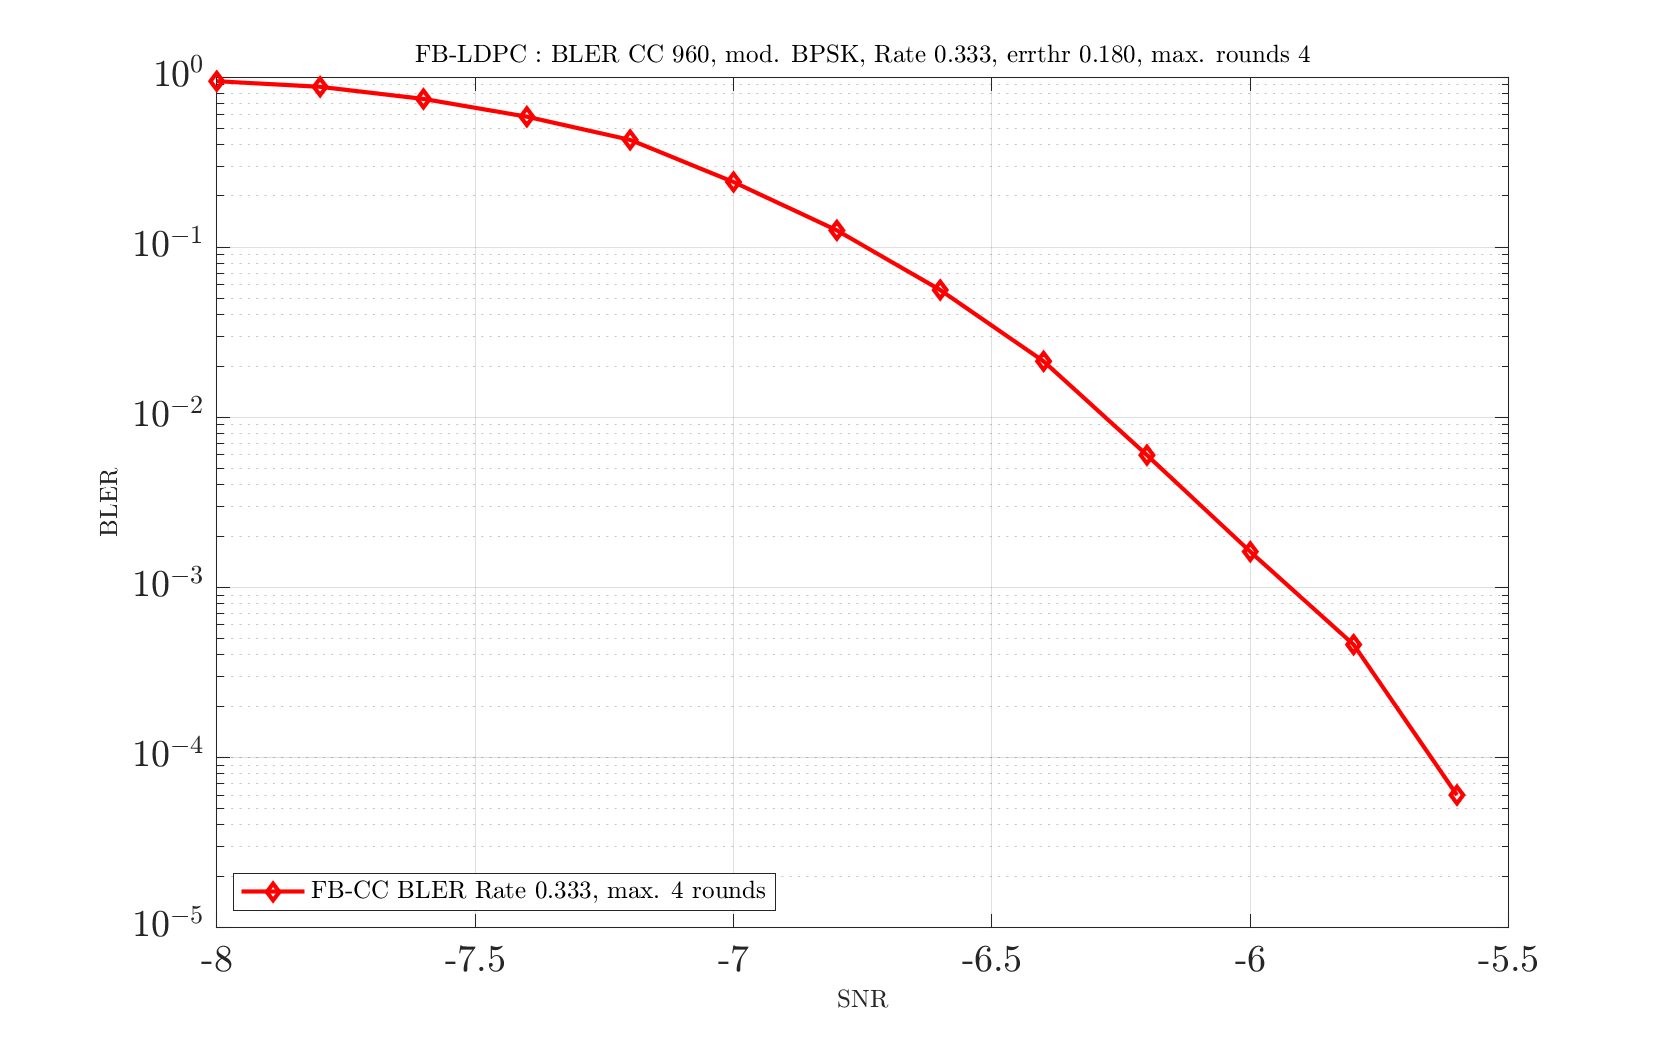 FB-LDPC : BLER CC 960, mod. BPSK, Rate 0.333, errthr 0.180, max. rounds 4
10^0
10^-1
10^-2
10^-3
10^-4
10^-5
BLER
FB-CC BLER Rate 0.333, max. 4 rounds
-8 -7.5 -7 -6.5 -6 -5.5
SNR